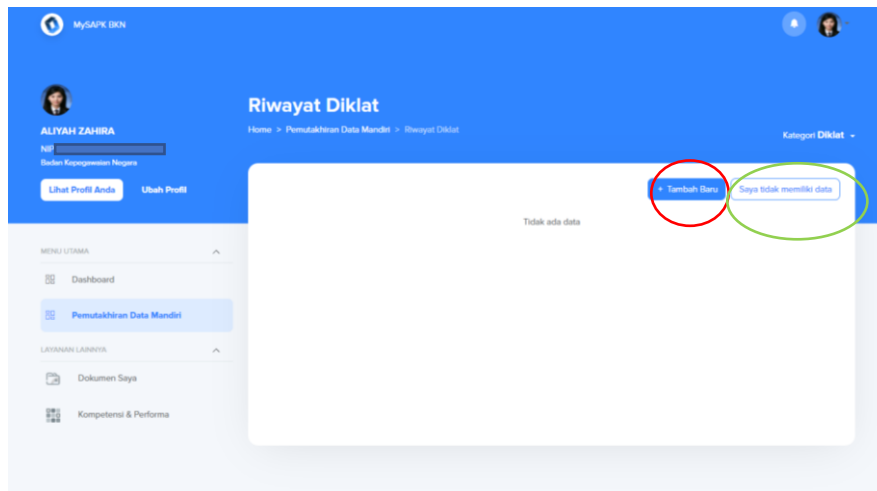 MySAPK BKN
ALIYAH ZAHIRA
NIP
Badan Kepegawaian Negara
Lihat Profil Anda Ubah Profil
Riwayat Diklat
Home > Pemutakhiran Data Mandiri > Riwayat Diklat
Kategori Diklat
+ Tambah Baru Saya tidak memiliki data
Tidak ada data
MENU UTAMA
Dashboard
Pemutakhiran Data Mandiri
LAYANAN LAINNYA
Dokumen Saya
Kompetensi & Performa